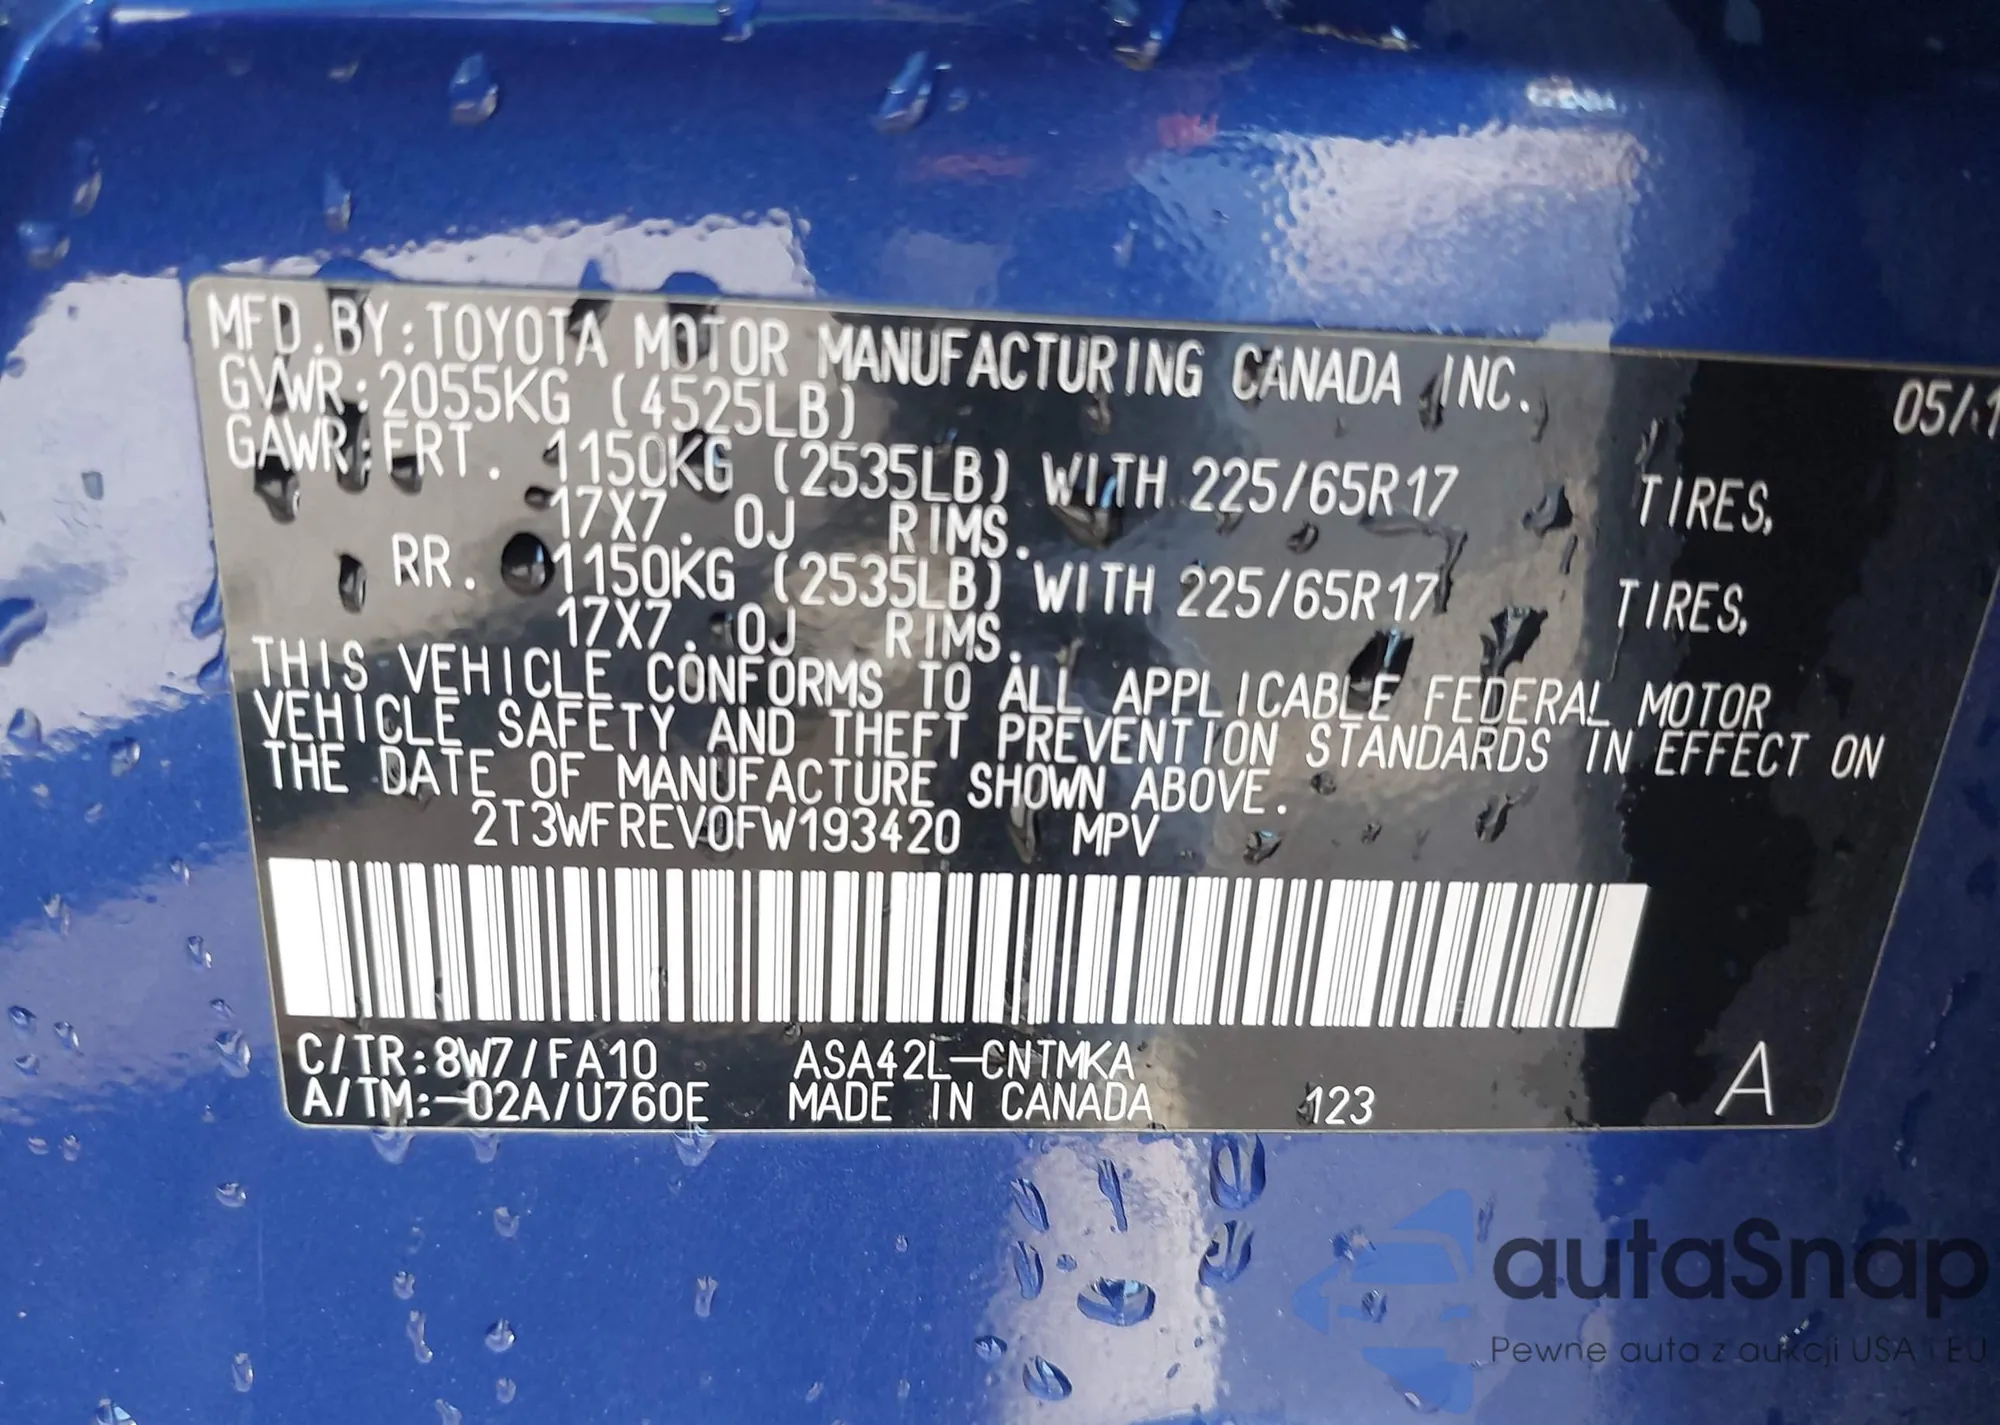 MFD.BY:TOYOTA MOTOR MANUFACTURING CANADA INC. 05/1
GVWR:2055KG (4525LB)
GAWR:FRT. 1150KG (2535LB) WITH 225/65R17 TIRES,
17X7.0J RIMS.
RR. 1150KG (2535LB) WITH 225/65R17 TIRES,
17X7.0J RIMS.
THIS VEHICLE CONFORMS TO ALL APPLICABLE FEDERAL MOTOR
VEHICLE SAFETY AND THEFT PREVENTION STANDARDS IN EFFECT ON
THE DATE OF MANUFACTURE SHOWN ABOVE.
2T3WFREV0FW193420 MPV
C/TR:8W7/FA10 ASA42L-CNTMKA
A/TM:-02A/U760E MADE IN CANADA 123 A
autaSnap
Pewne auta z aukcji USA i EU